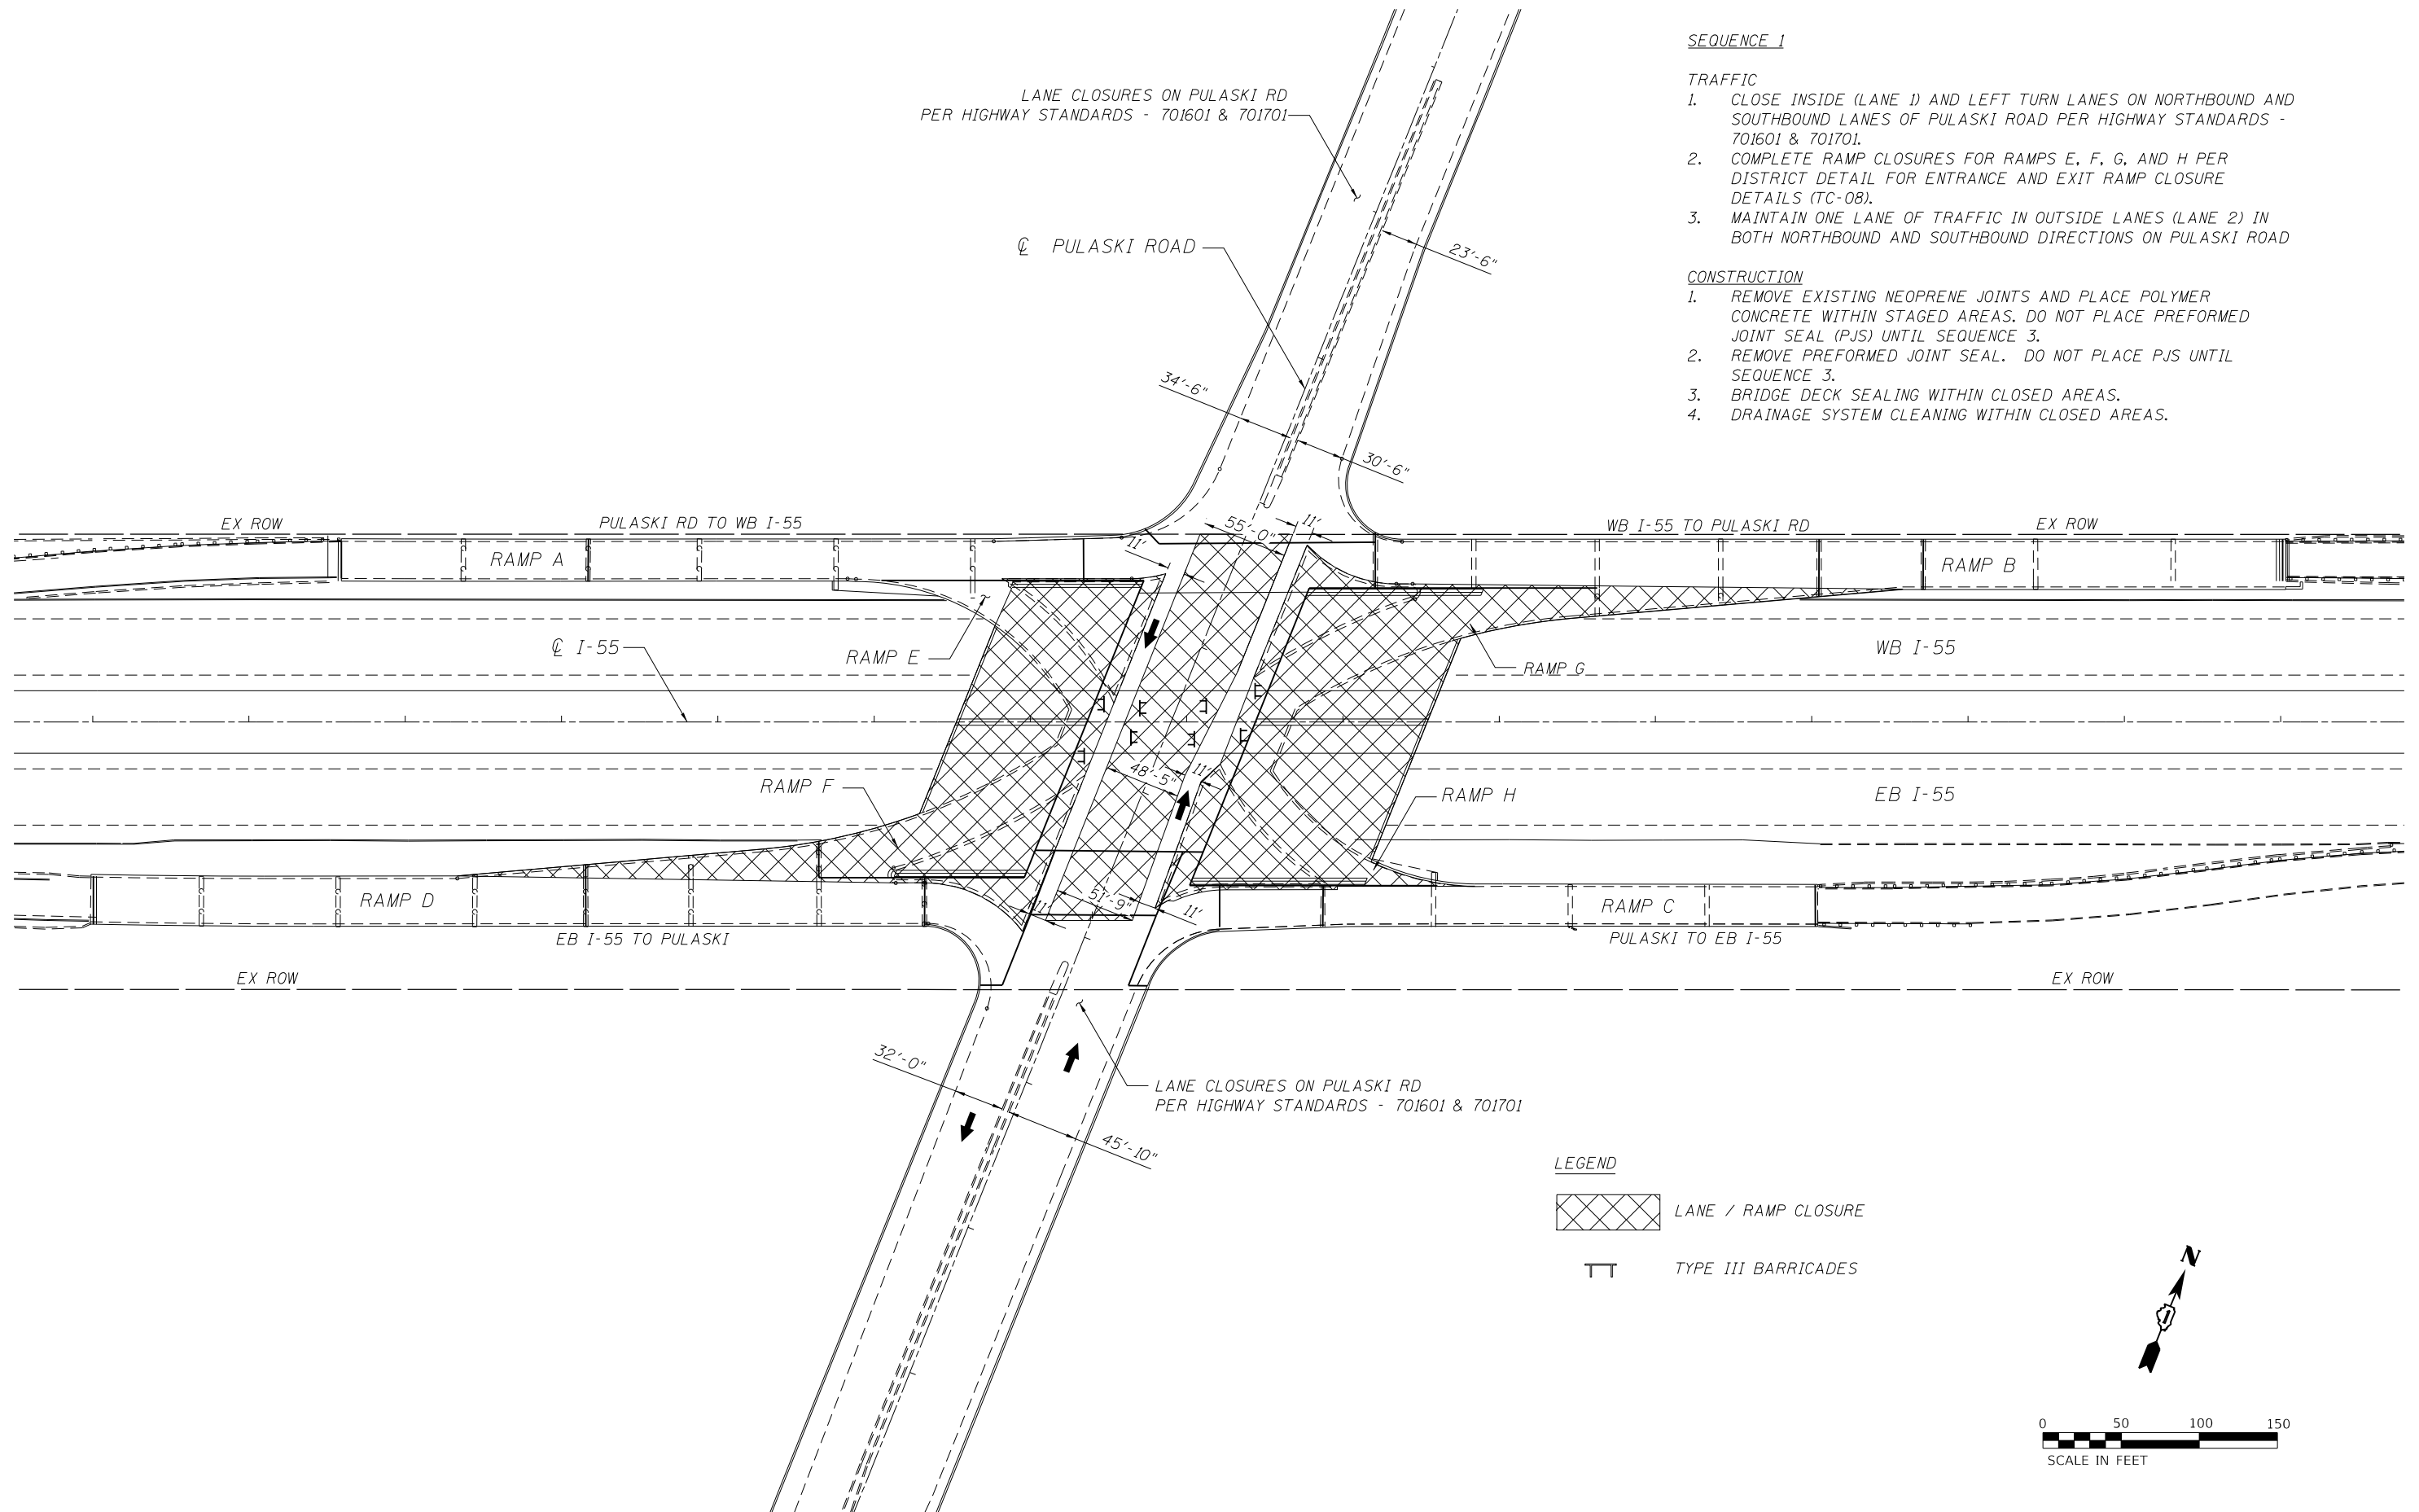 SEQUENCE 1
TRAFFIC
1. CLOSE INSIDE (LANE 1) AND LEFT TURN LANES ON NORTHBOUND AND
SOUTHBOUND LANES OF PULASKI ROAD PER HIGHWAY STANDARDS -
701601 & 701701.
2. COMPLETE RAMP CLOSURES FOR RAMPS E, F, G, AND H PER
DISTRICT DETAIL FOR ENTRANCE AND EXIT RAMP CLOSURE
DETAILS (TC-08).
3. MAINTAIN ONE LANE OF TRAFFIC IN OUTSIDE LANES (LANE 2) IN
BOTH NORTHBOUND AND SOUTHBOUND DIRECTIONS ON PULASKI ROAD
CONSTRUCTION
1. REMOVE EXISTING NEOPRENE JOINTS AND PLACE POLYMER
CONCRETE WITHIN STAGED AREAS. DO NOT PLACE PREFORMED
JOINT SEAL (PJS) UNTIL SEQUENCE 3.
2. REMOVE PREFORMED JOINT SEAL. DO NOT PLACE PJS UNTIL
SEQUENCE 3.
3. BRIDGE DECK SEALING WITHIN CLOSED AREAS.
4. DRAINAGE SYSTEM CLEANING WITHIN CLOSED AREAS.
LANE CLOSURES ON PULASKI RD
PER HIGHWAY STANDARDS - 701601 & 701701
℄ PULASKI ROAD
23'-6"
34'-6"
30'-6"
EX ROW
PULASKI RD TO WB I-55
55'-0"
11'
WB I-55 TO PULASKI RD
EX ROW
11'
RAMP A
RAMP B
℄ I-55
RAMP E
RAMP G
WB I-55
48'-5"
11'
RAMP F
RAMP H
EB I-55
RAMP D
51'-9"
11'
11'
RAMP C
EB I-55 TO PULASKI
PULASKI TO EB I-55
EX ROW
EX ROW
32'-0"
LANE CLOSURES ON PULASKI RD
PER HIGHWAY STANDARDS - 701601 & 701701
45'-10"
LEGEND
LANE / RAMP CLOSURE
TYPE III BARRICADES
N
1
0 50 100 150
SCALE IN FEET